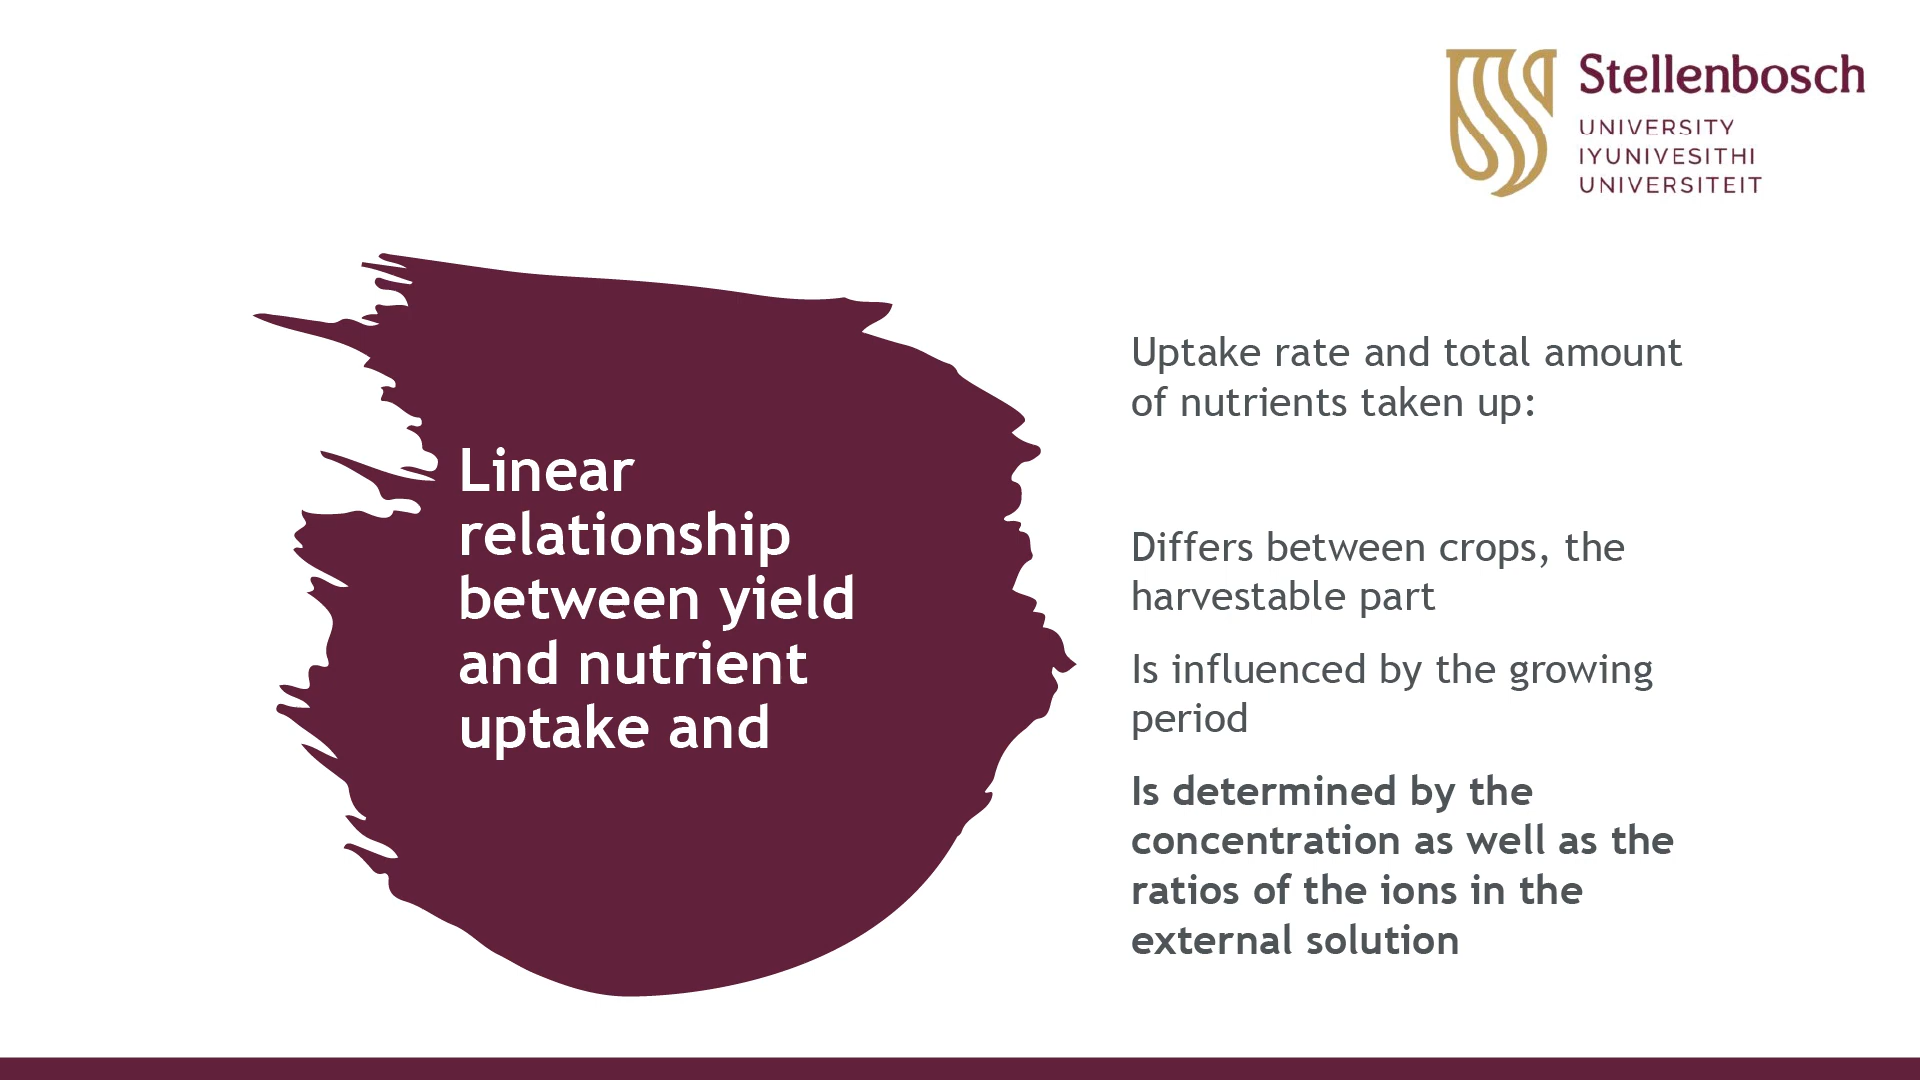 Stellenbosch
UNIVERSITY
IYUNIVESITHI
UNIVERSITEIT
Linear
relationship
between yield
and nutrient
uptake and
Uptake rate and total amount
of nutrients taken up:
Differs between crops, the
harvestable part
Is influenced by the growing
period
Is determined by the
concentration as well as the
ratios of the ions in the
external solution